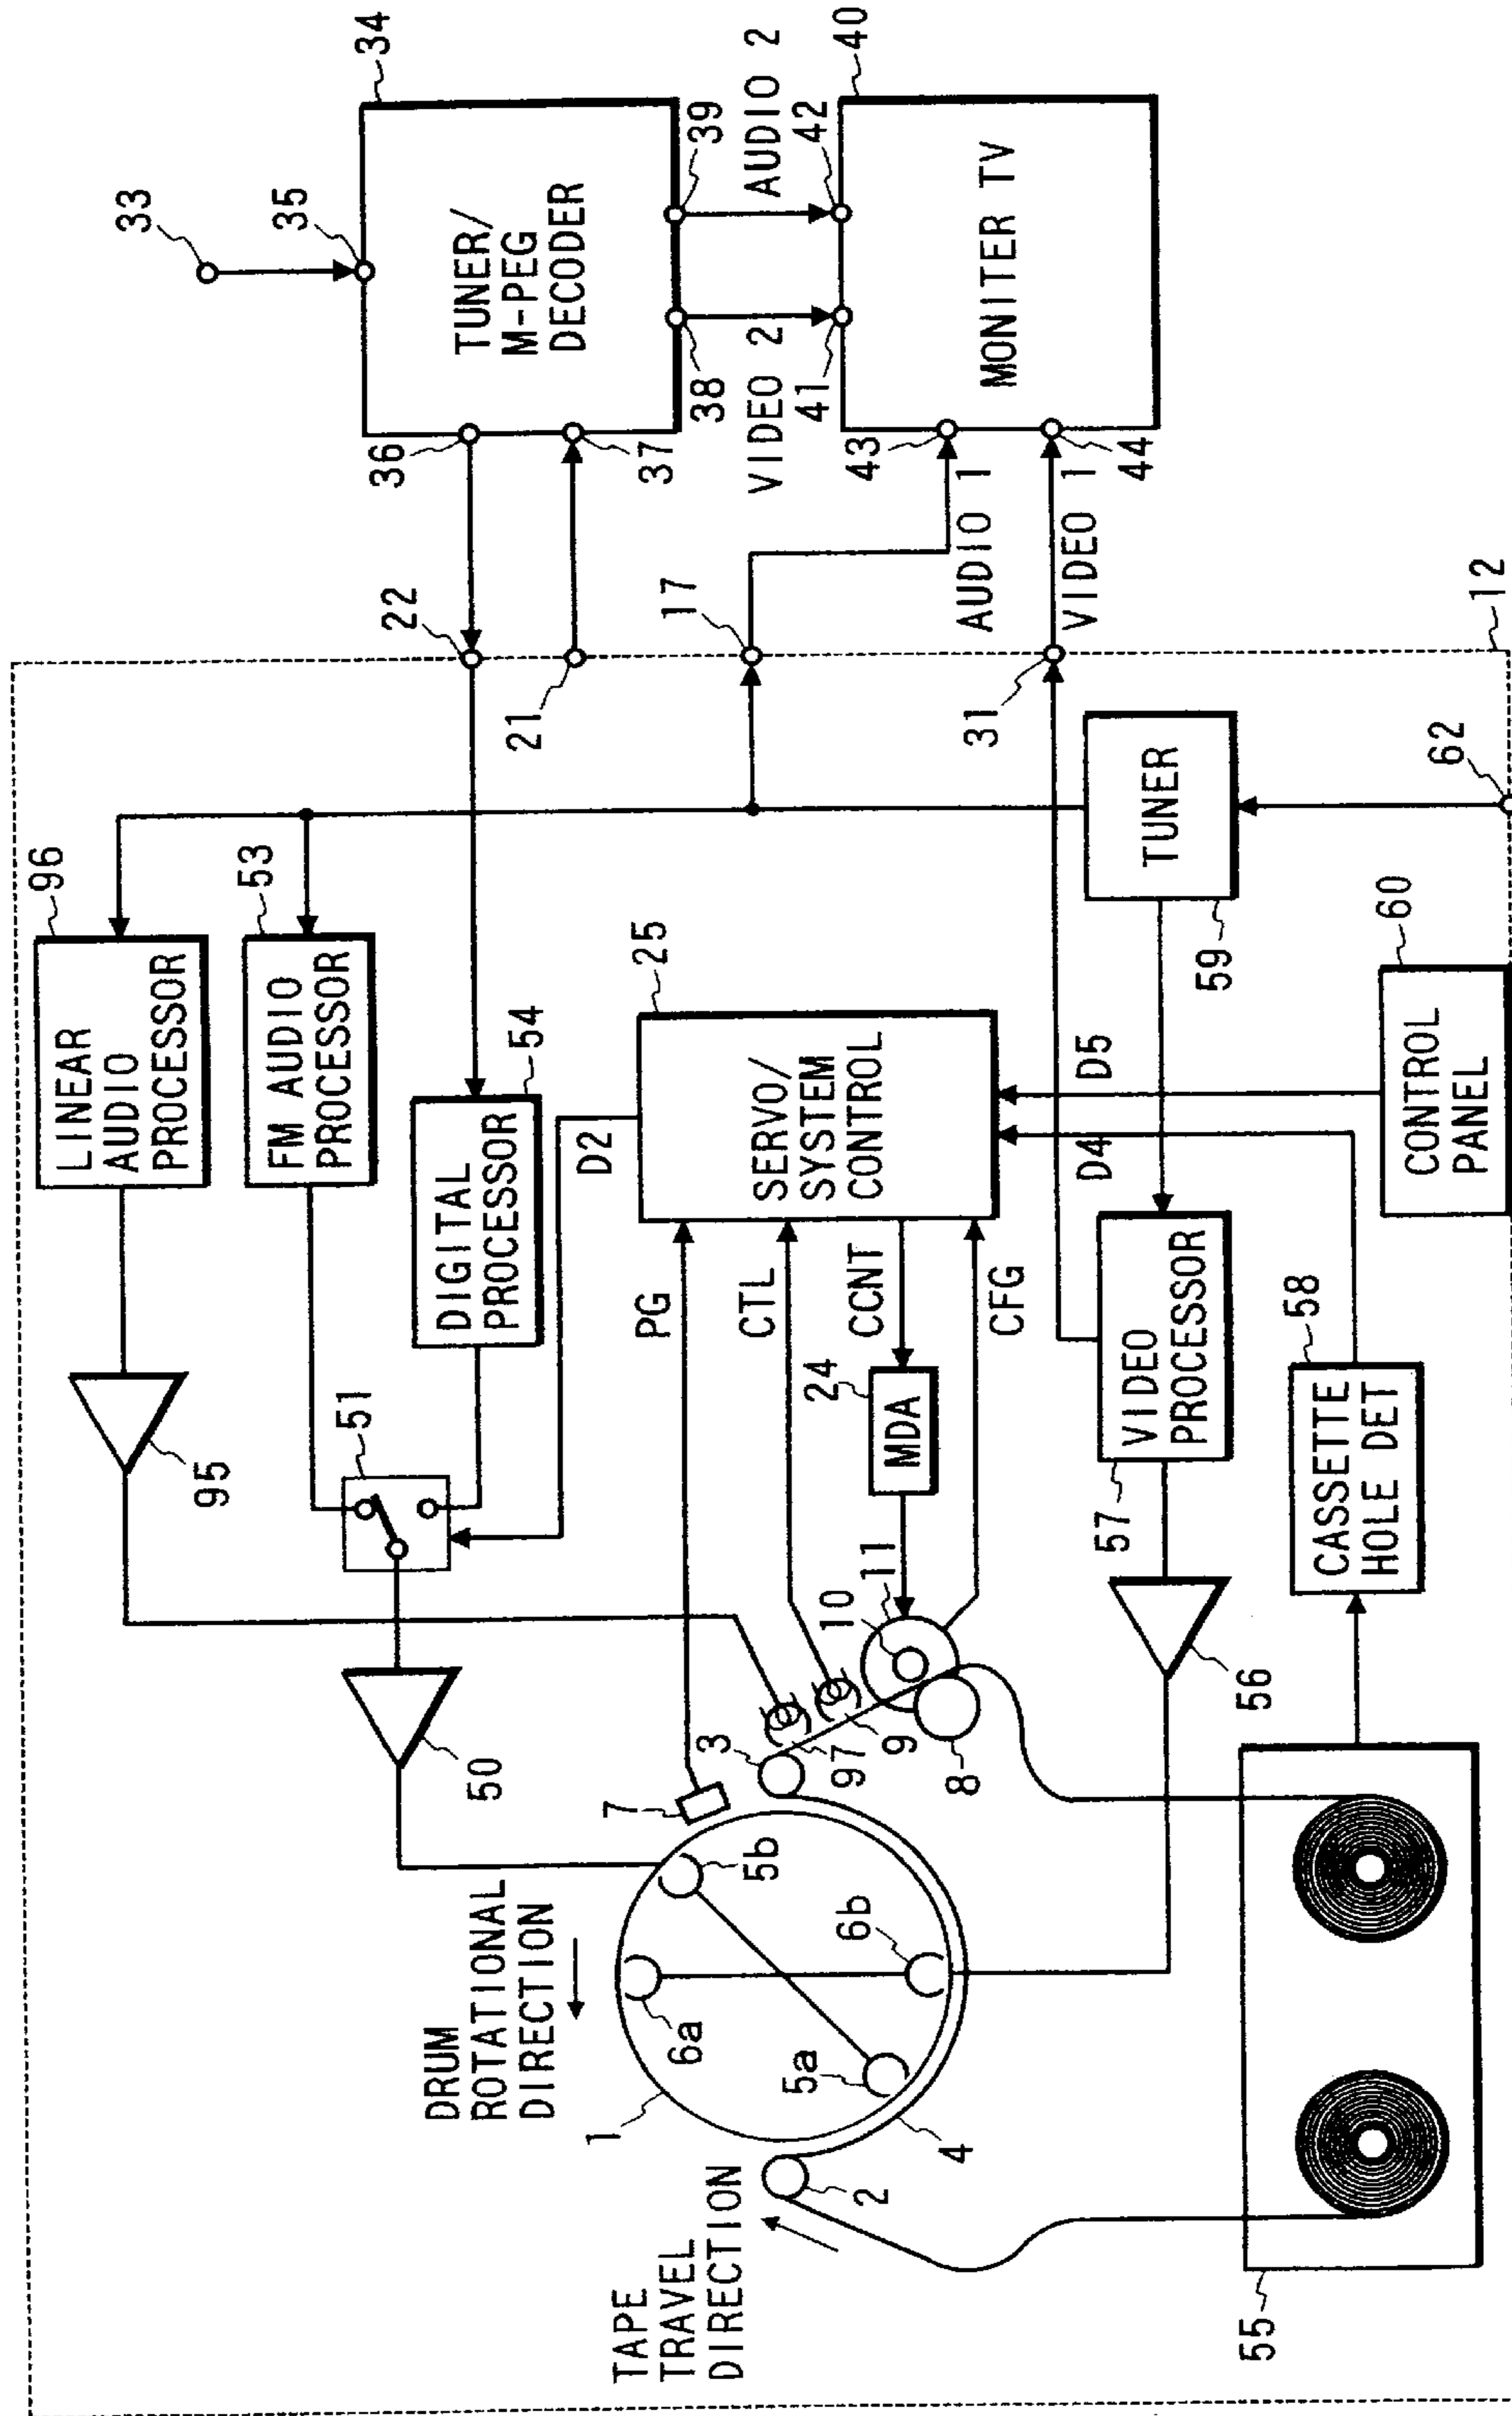 33
34
35
TUNER/
M-PEG
DECODER
36
37
38
39
VIDEO 2
AUDIO 2
40
41
42
MONITER TV
43
44
AUDIO 1
VIDEO 1
22
21
17
31
12
96
LINEAR
AUDIO
PROCESSOR
53
FM AUDIO
PROCESSOR
54
DIGITAL
PROCESSOR
25
SERVO/
SYSTEM
CONTROL
D2
PG
CTL
CCNT
CFG
D4
D5
TUNER
59
62
60
CONTROL
PANEL
95
51
24
MDA
VIDEO
PROCESSOR
57
58
CASSETTE
HOLE DET
50
56
11
10
9
97
8
3
7
DRUM
ROTATIONAL
DIRECTION
5b
6b
6a
5a
1
4
2
TAPE
TRAVEL
DIRECTION
55